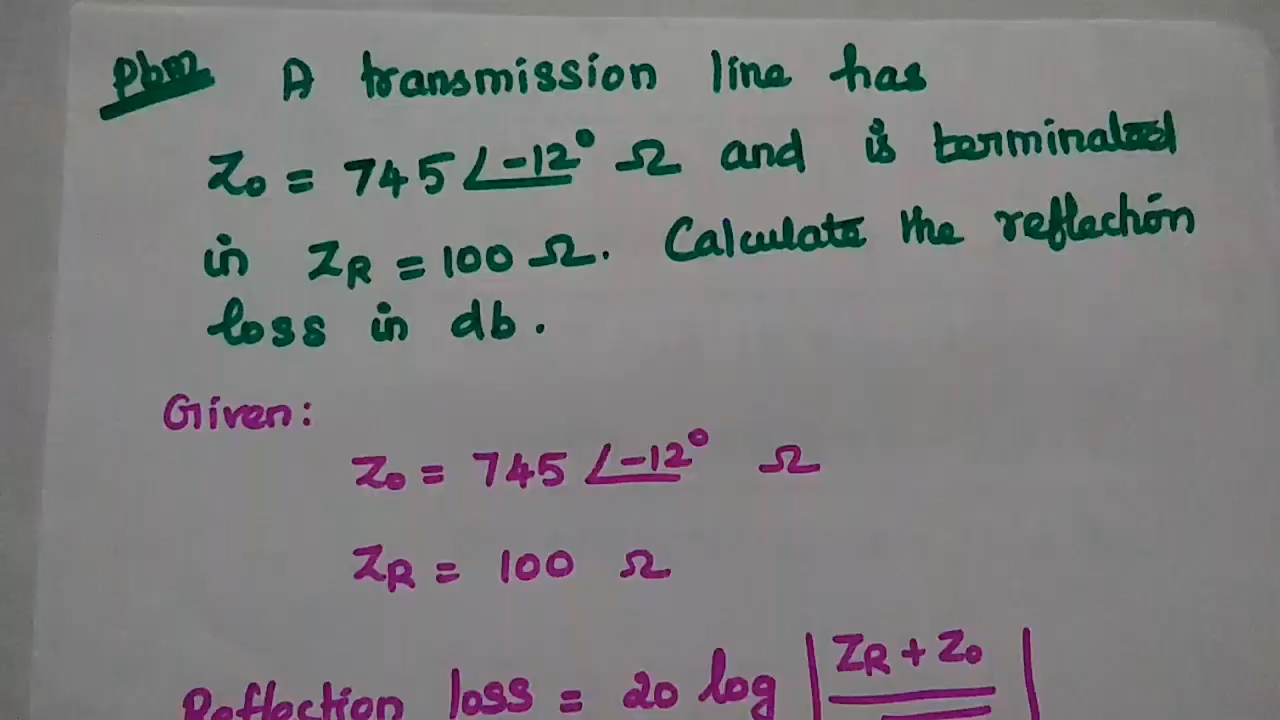 Pbm A transmission line has
Z₀ = 745 ∠-12° Ω and is terminated
in ZR = 100 Ω. Calculate the reflection
loss in db.
Given:
Z₀ = 745 ∠-12° Ω
ZR = 100 Ω
Reflection loss = 20 log | ZR + Z₀ |